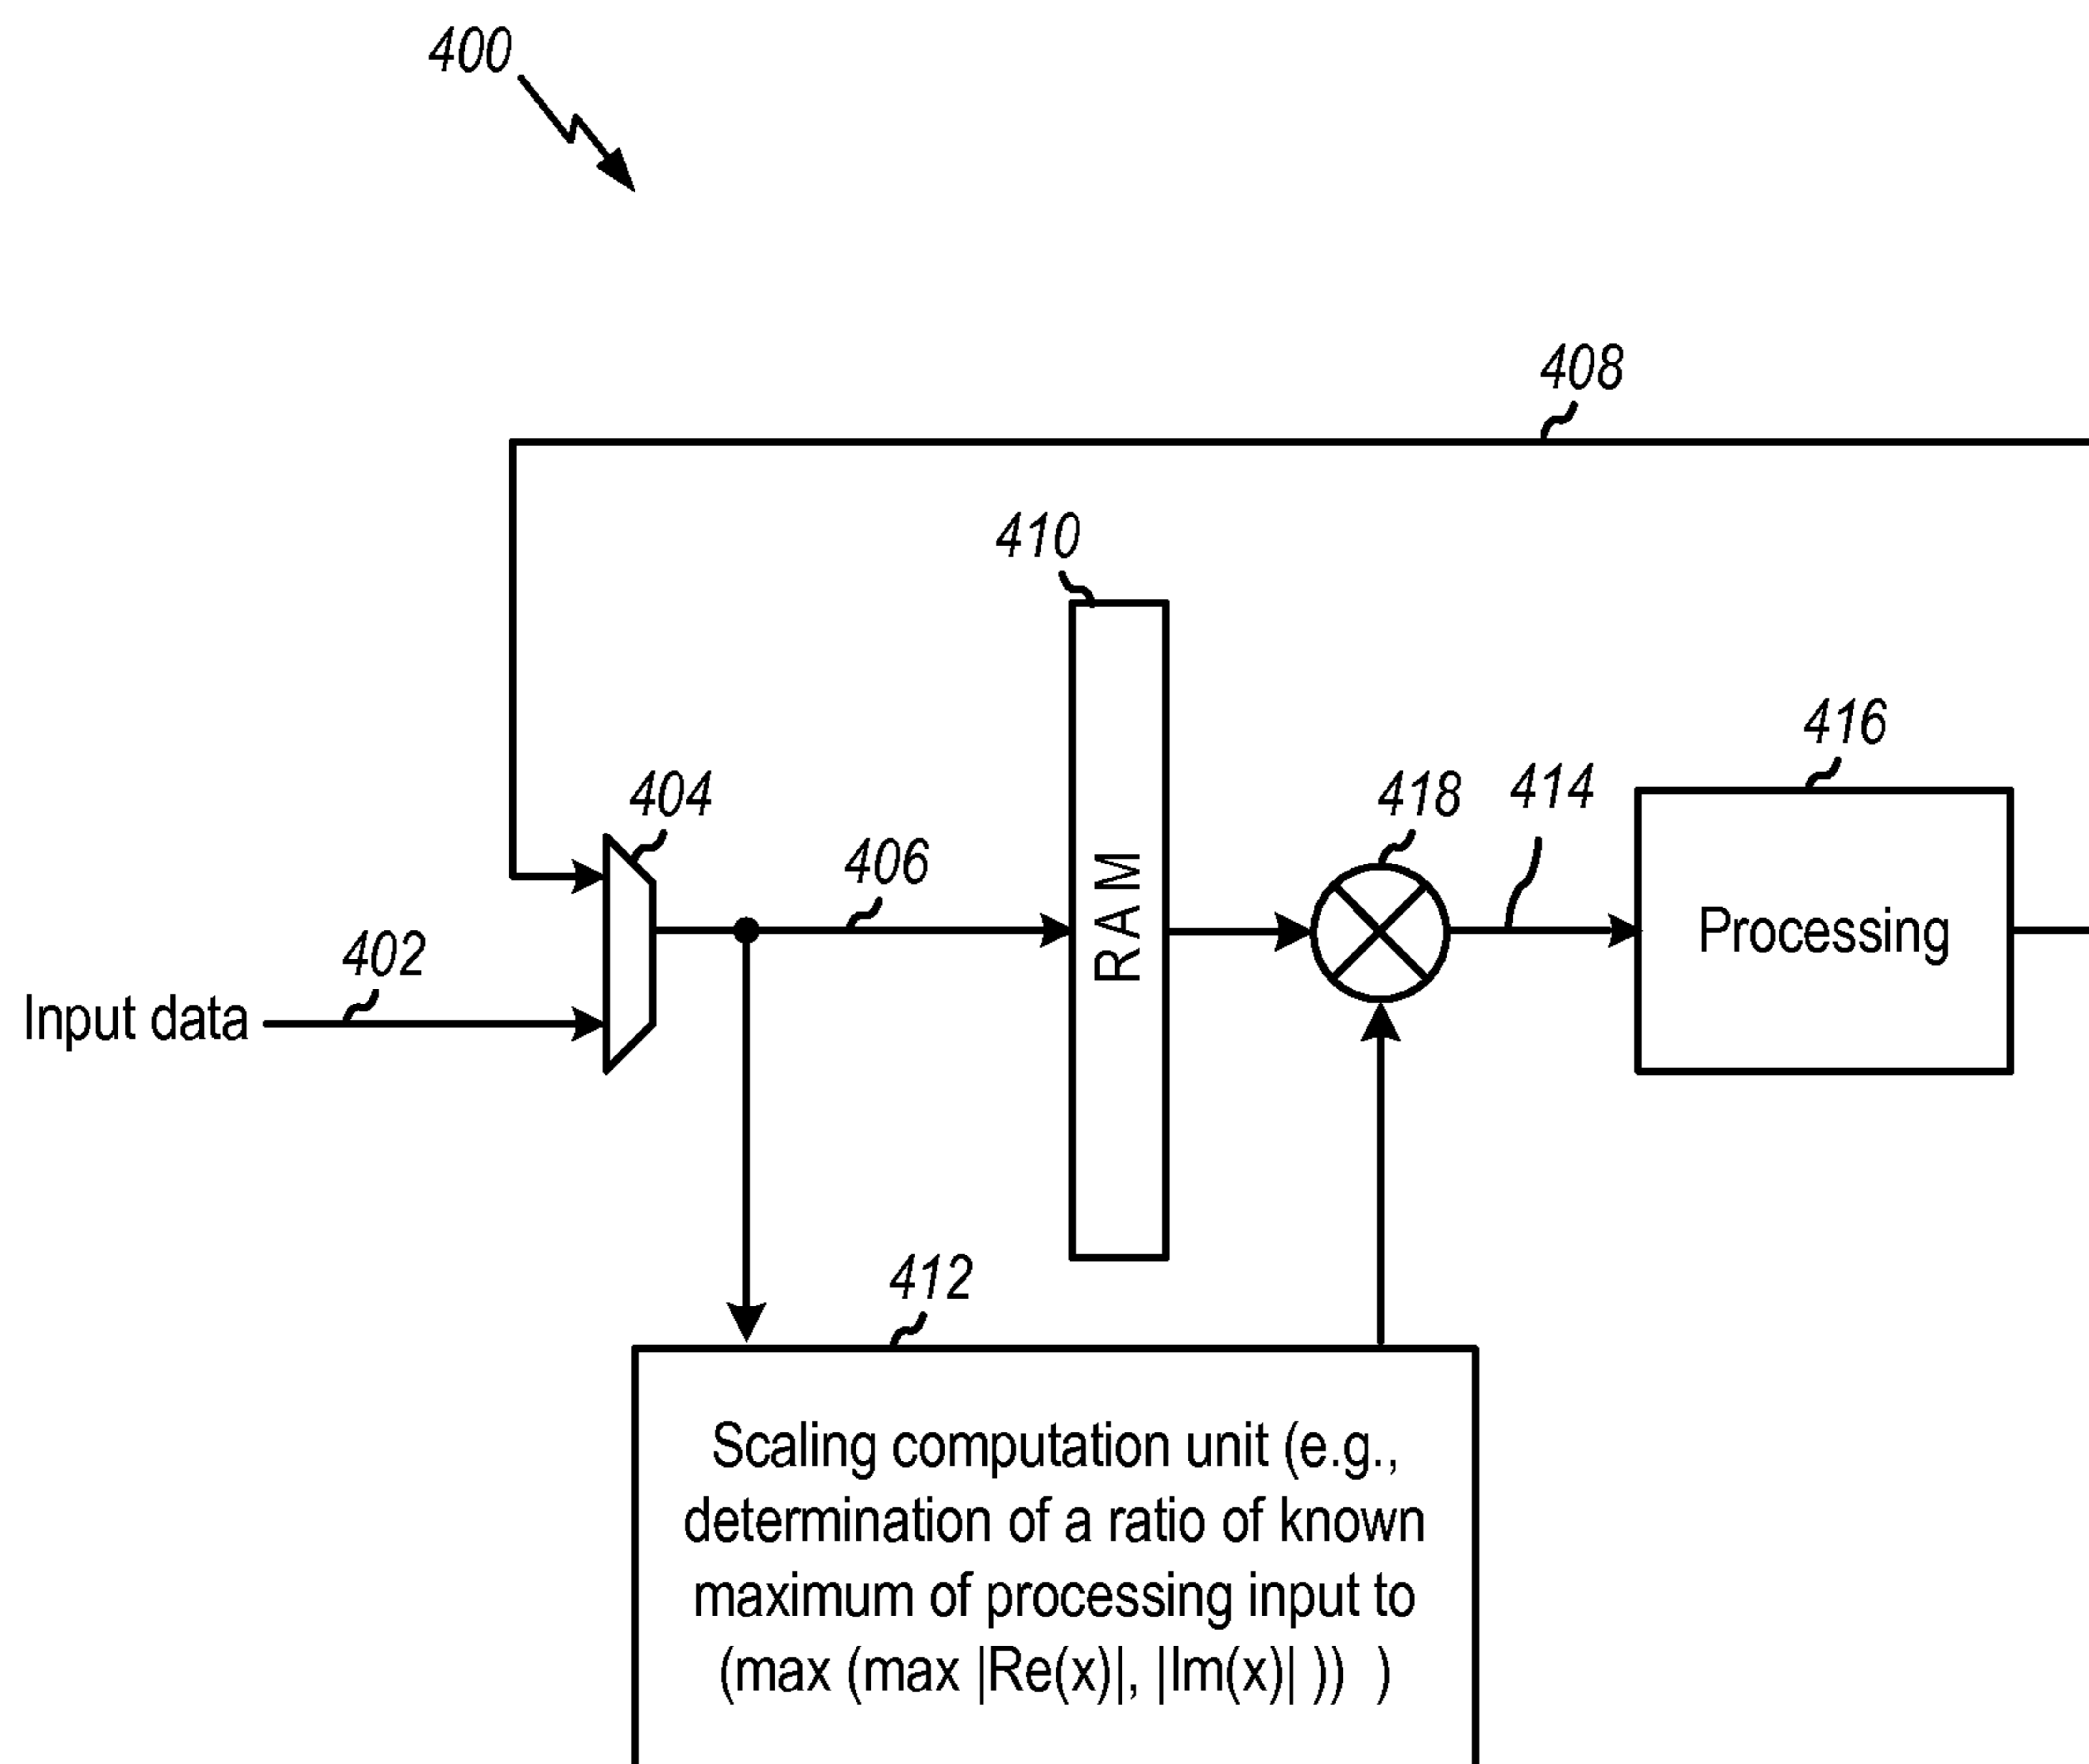 400
408
410
416
404
418
414
406
RAM
Processing
402
Input data
412
Scaling computation unit (e.g.,
determination of a ratio of known
maximum of processing input to
(max (max |Re(x)|, |Im(x)| ))  )